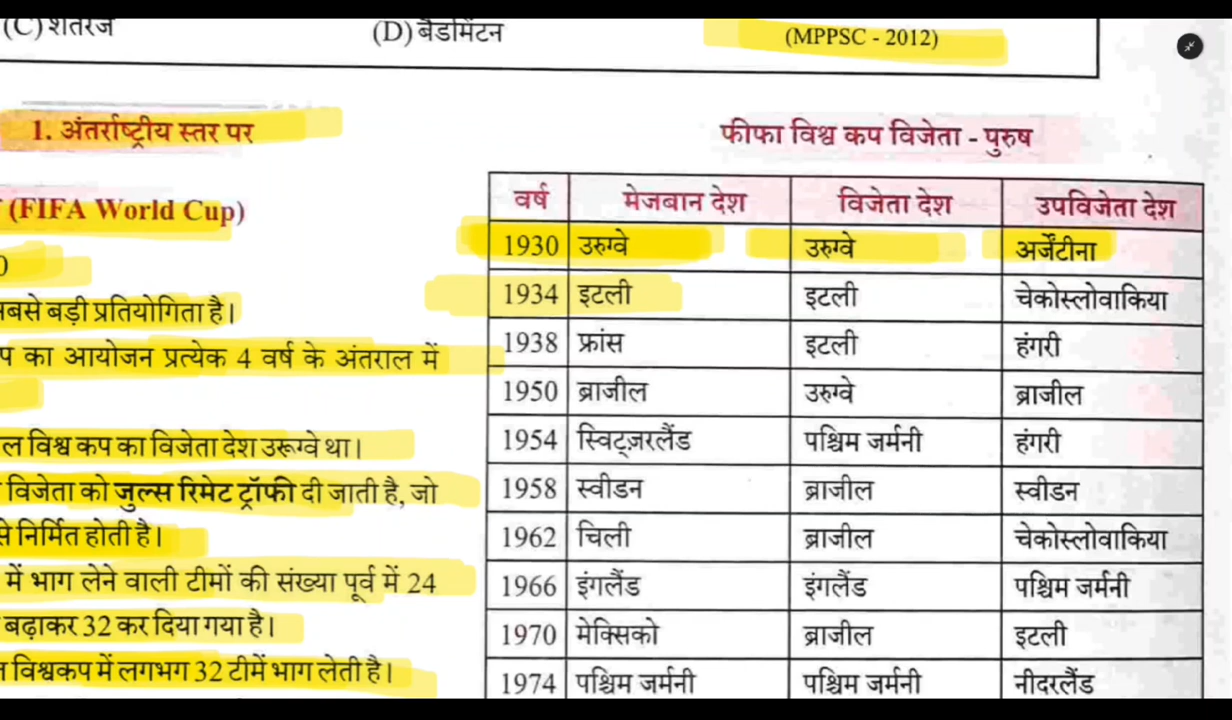 (C) शतरंज (D) बैडमिंटन (MPPSC - 2012)
1. अंतर्राष्ट्रीय स्तर पर
(FIFA World Cup)
0
सबसे बड़ी प्रतियोगिता है।
प का आयोजन प्रत्येक 4 वर्ष के अंतराल में
ल विश्व कप का विजेता देश उरूग्वे था।
विजेता को जुल्स रिमेट ट्रॉफी दी जाती है, जो
से निर्मित होती है।
में भाग लेने वाली टीमों की संख्या पूर्व में 24
बढ़ाकर 32 कर दिया गया है।
विश्वकप में लगभग 32 टीमें भाग लेती है।
फीफा विश्व कप विजेता - पुरुष
वर्ष मेजबान देश विजेता देश उपविजेता देश
1930 उरुग्वे उरुग्वे अर्जेंटीना
1934 इटली इटली चेकोस्लोवाकिया
1938 फ्रांस इटली हंगरी
1950 ब्राजील उरुग्वे ब्राजील
1954 स्विट्ज़रलैंड पश्चिम जर्मनी हंगरी
1958 स्वीडन ब्राजील स्वीडन
1962 चिली ब्राजील चेकोस्लोवाकिया
1966 इंगलैंड इंगलैंड पश्चिम जर्मनी
1970 मेक्सिको ब्राजील इटली
1974 पश्चिम जर्मनी पश्चिम जर्मनी नीदरलैंड